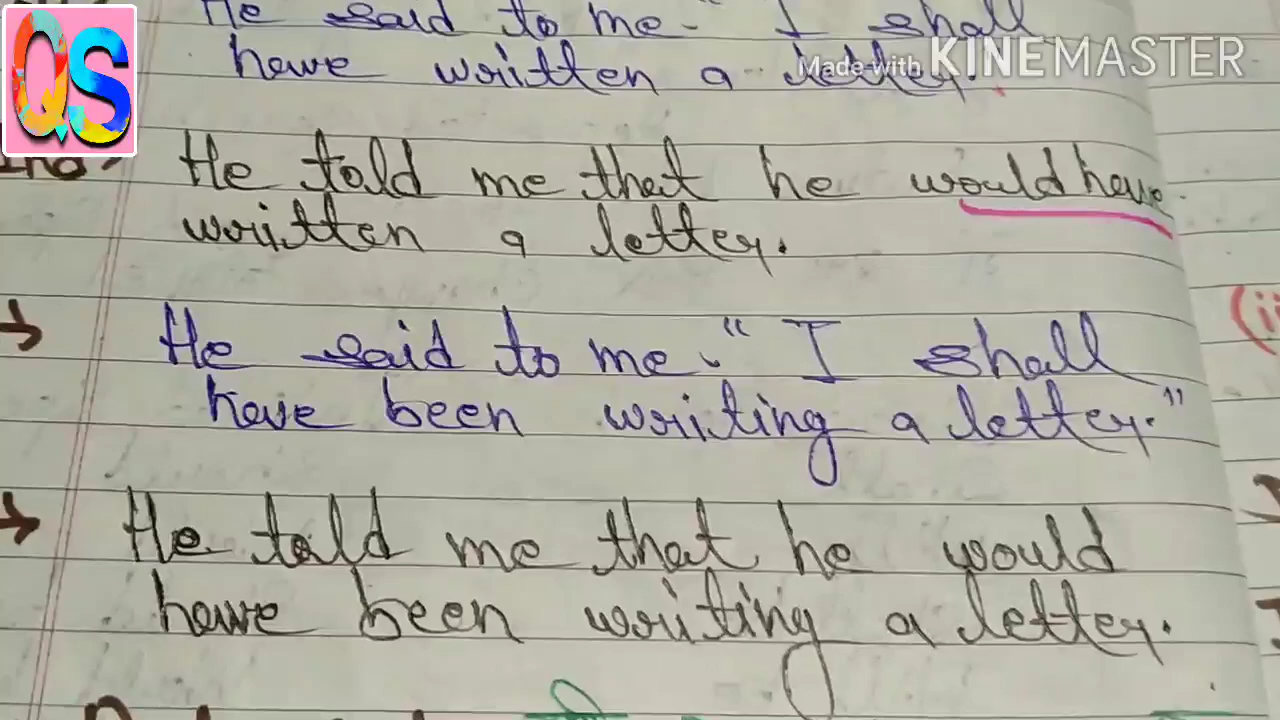 QS
He said to me "I shall
Made with KINEMASTER
have written a letter.
Ind>
He told me that he would have
written a letter.
→ He said to me. "I shall
have been writing a letter."
→ He told me that he would
have been writing a letter.